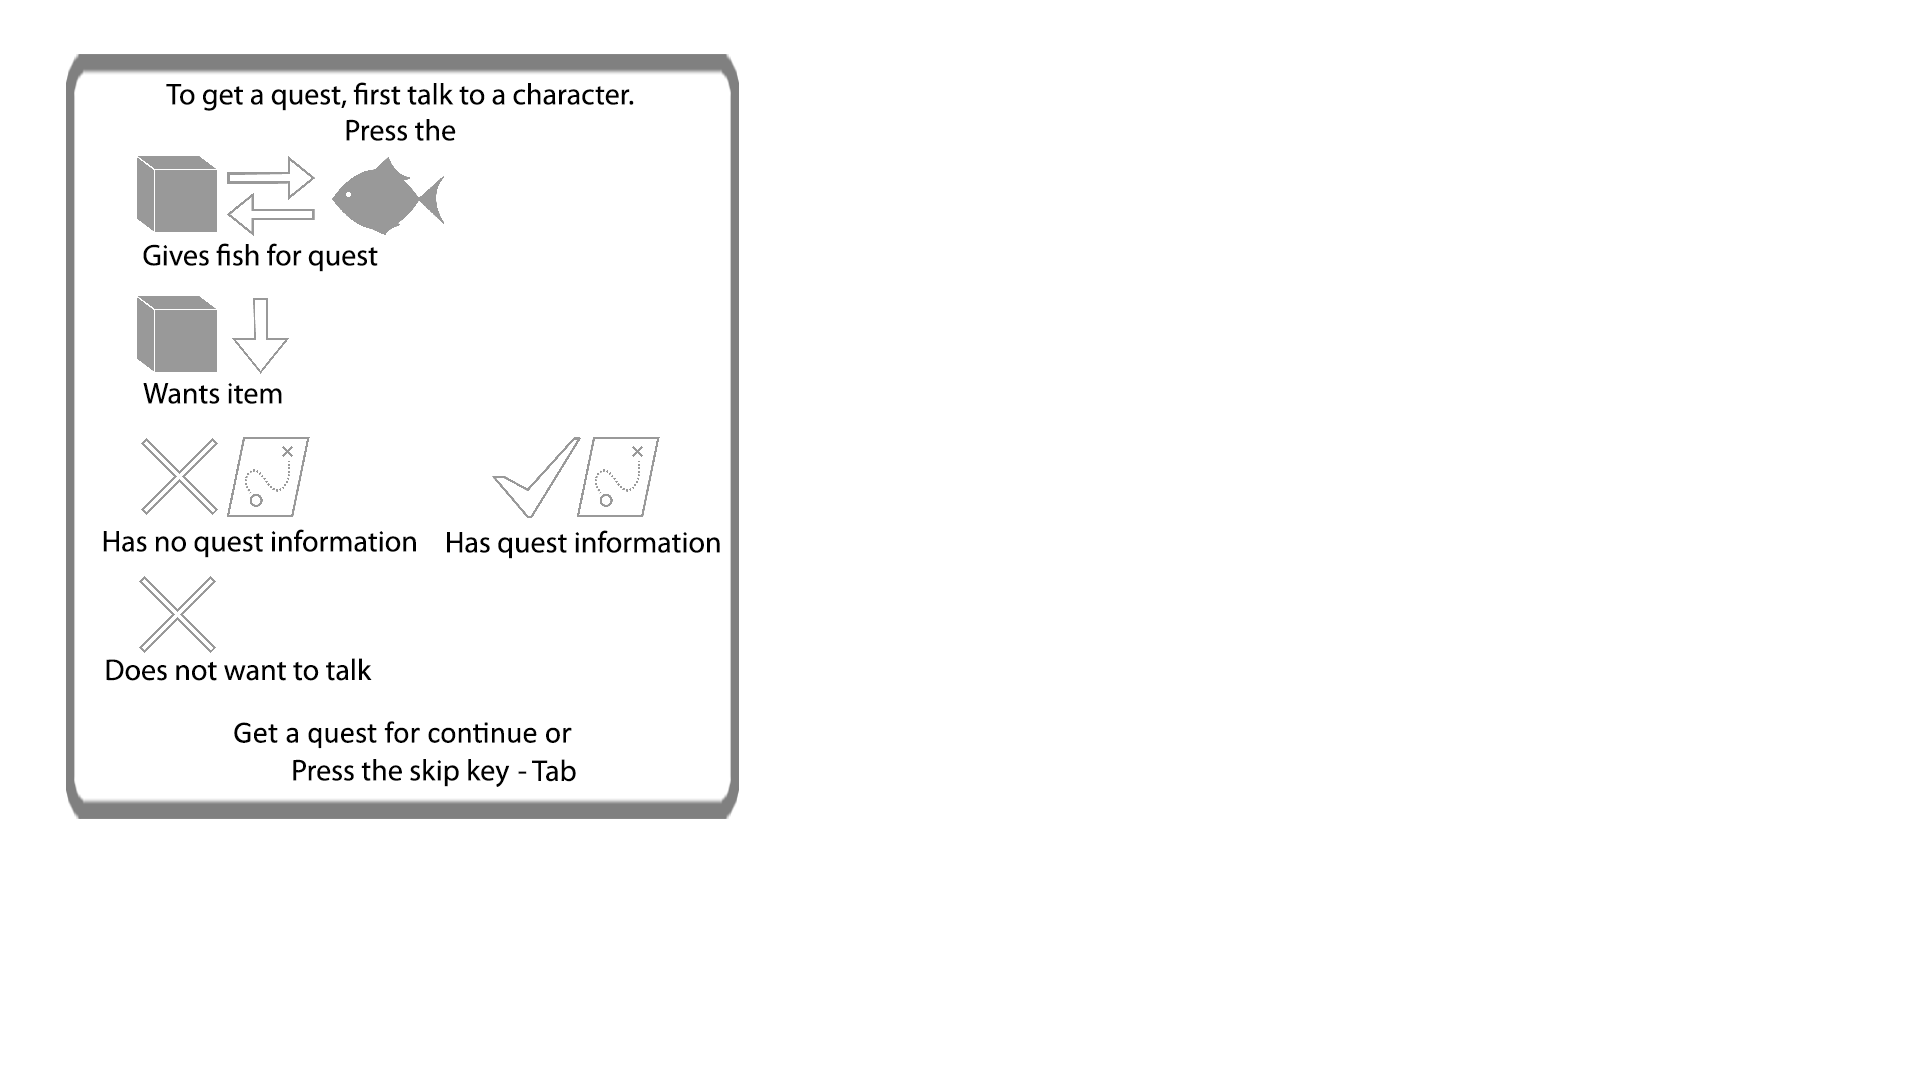 To get a quest, first talk to a character.
Press the
Gives fish for quest
Wants item
Has no quest information
Has quest information
Does not want to talk
Get a quest for continue or
Press the skip key - Tab